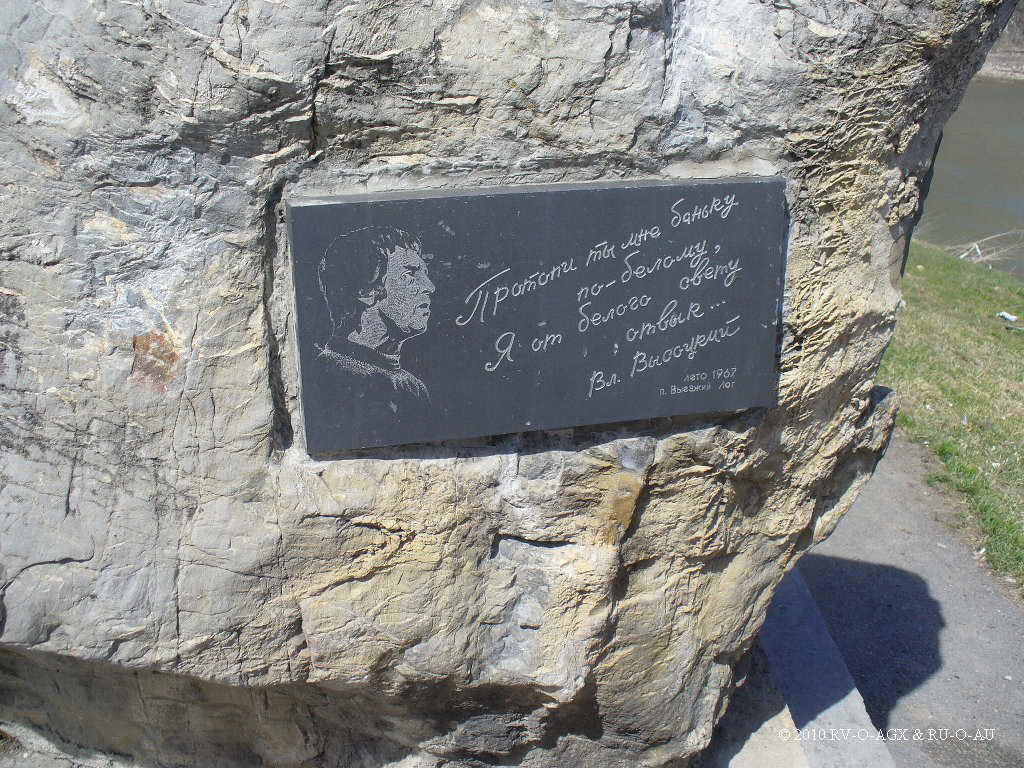 Протопи ты мне баньку
по-белому,
Я от белого свету
отвык...
Вл. Высоцкий
лето 1967
п. Выезжий Лог
© 2010 RV-O-AGX & RU-O-AU